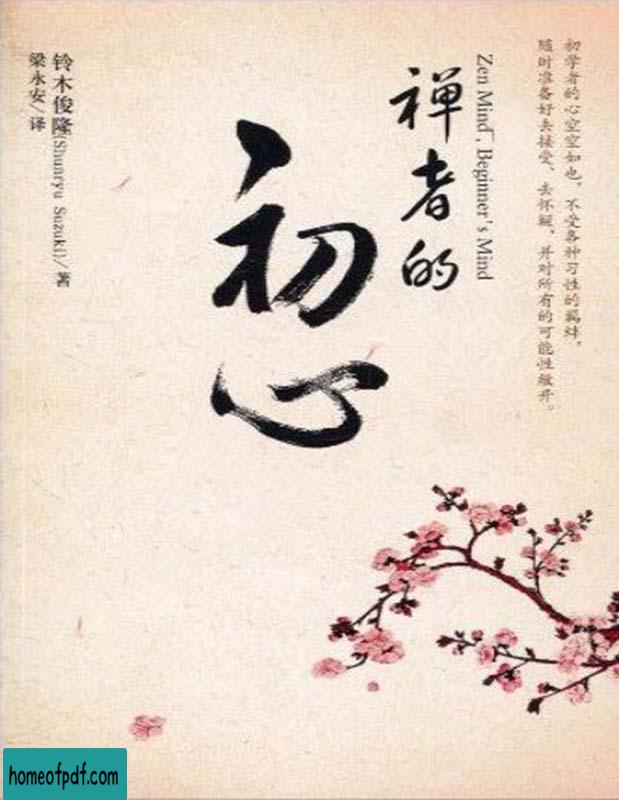 初学者的心空空如也，不受各种习性的羁绊，
随时准备好去接受、去怀疑，并对所有的可能性敞开。
Zen Mind, Beginner's Mind
禅者的
初心
铃木俊隆(Shunryu Suzuki)/著
梁永安/译
homeofpdf.com